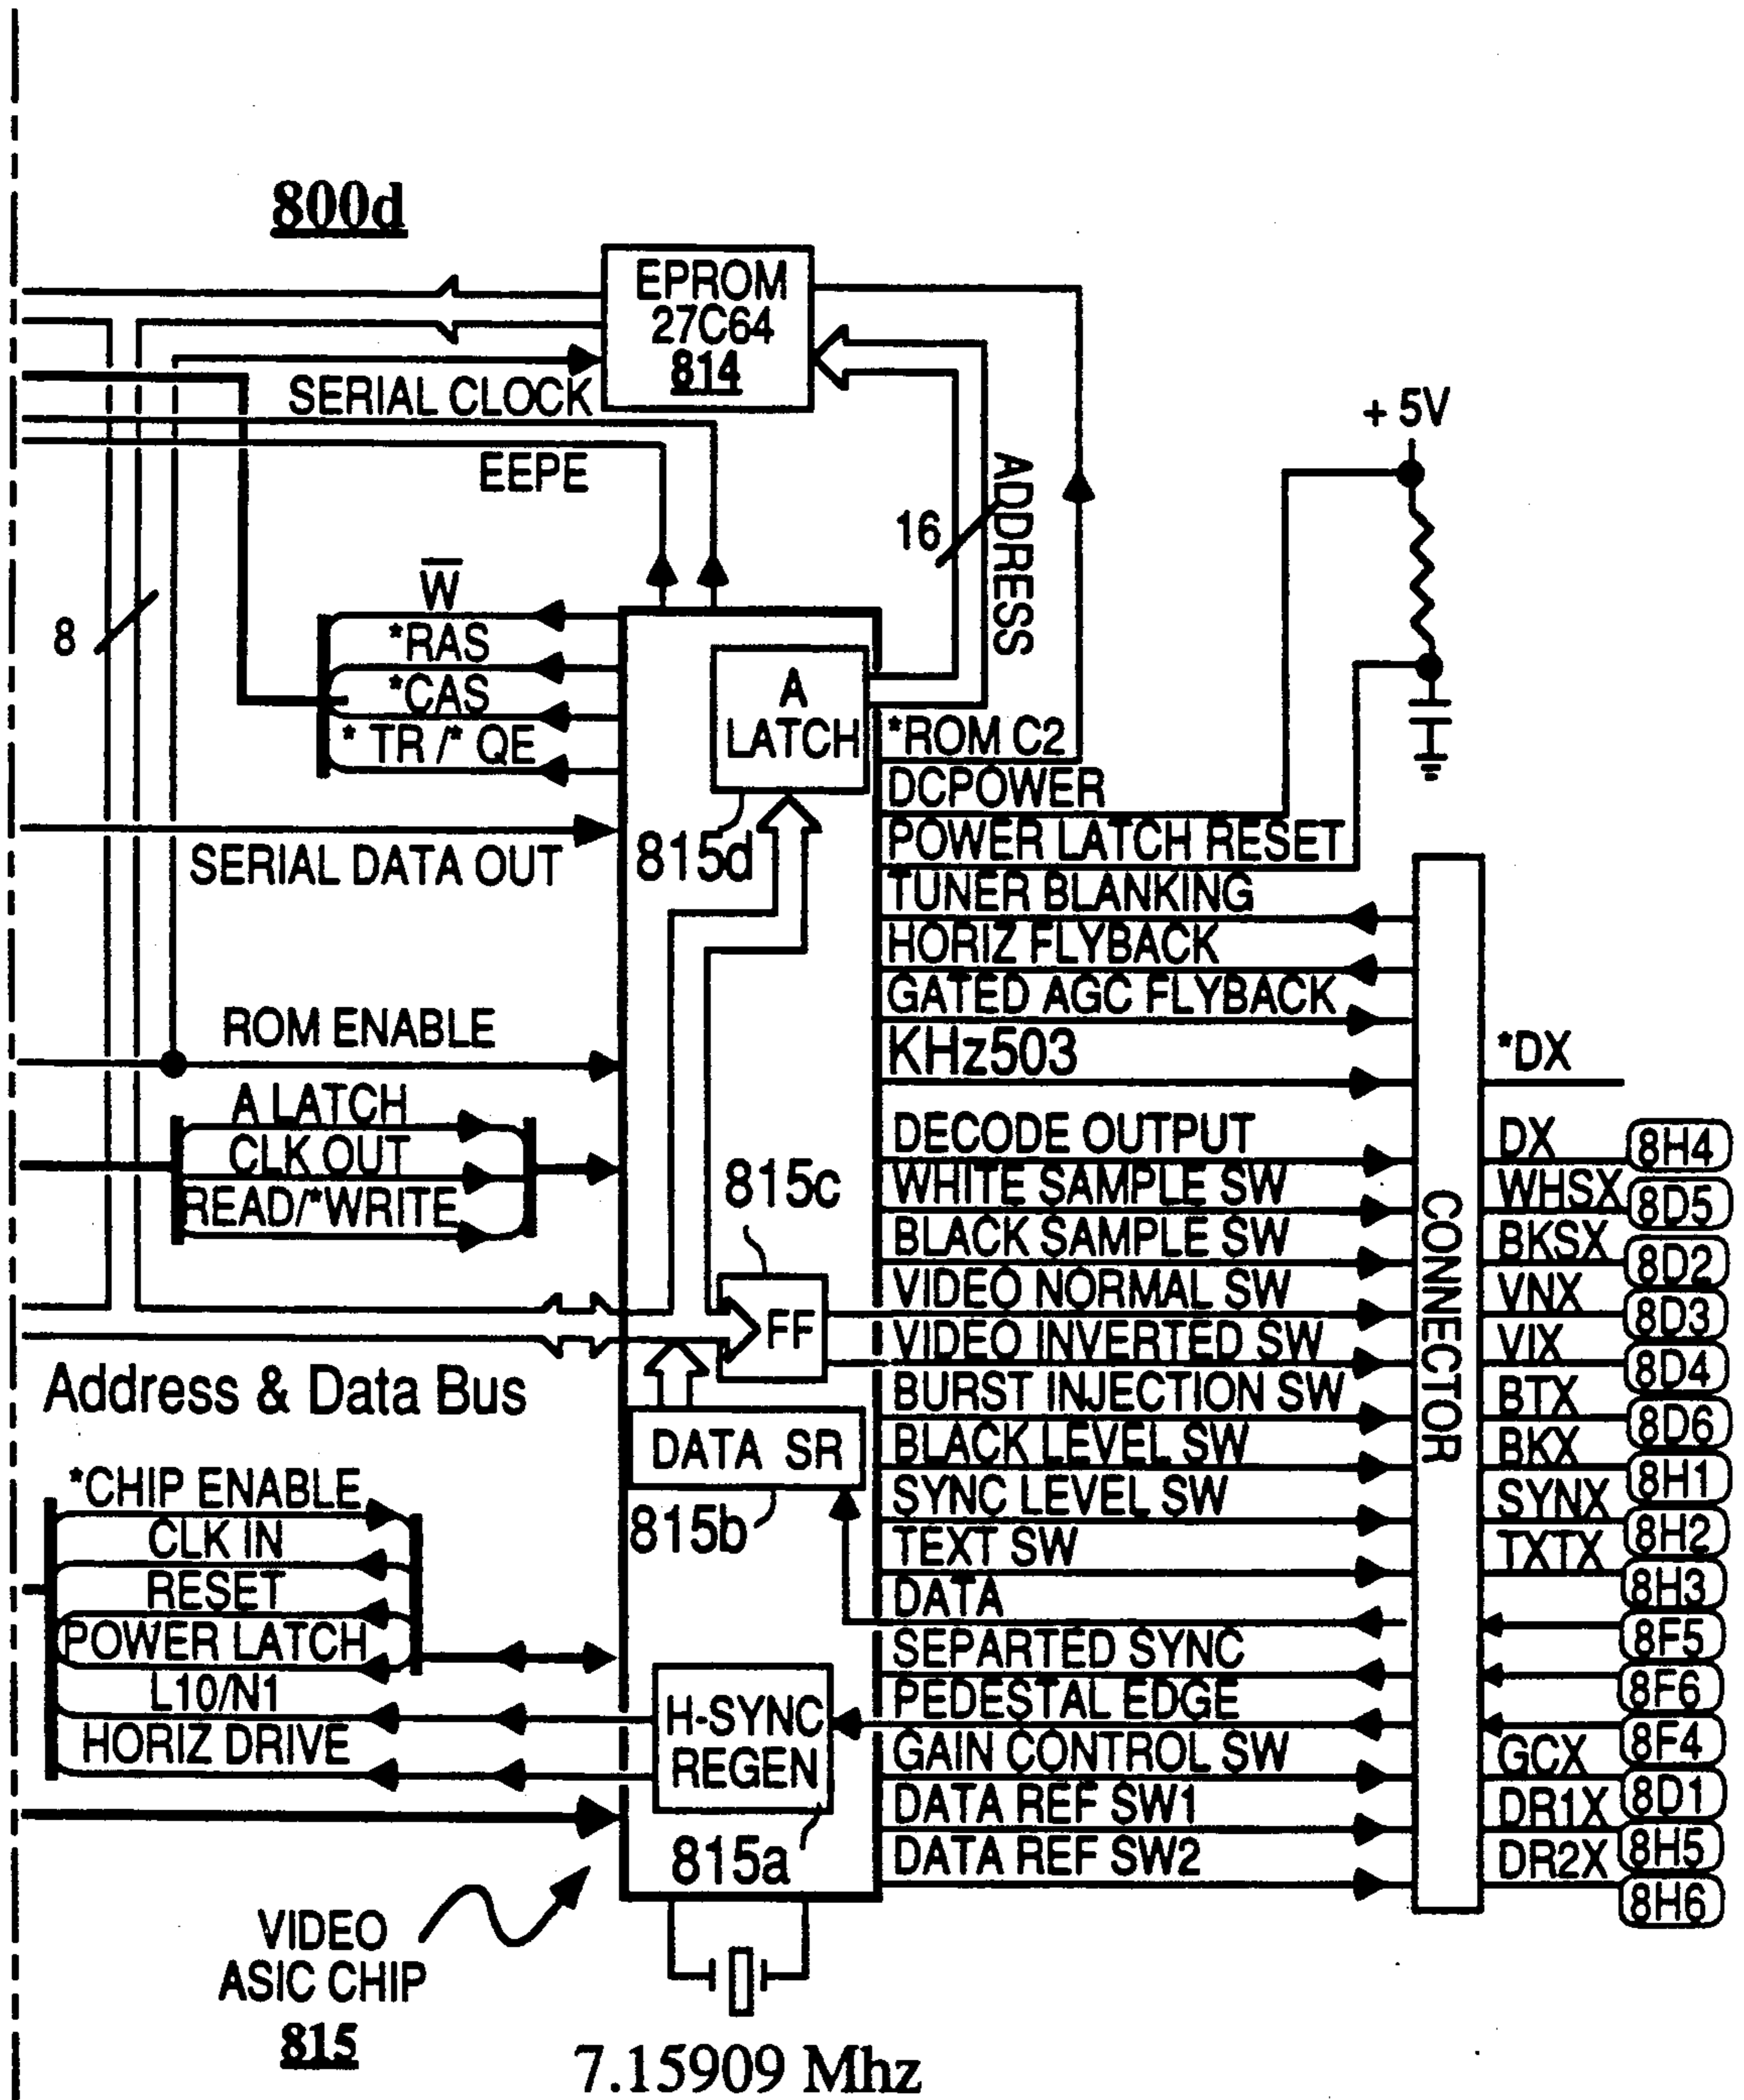 800d
EPROM
27C64
814
SERIAL CLOCK
EEPE
+ 5V
ADDRESS
16
8
W̅
*RAS
*CAS
* TR /* QE
A
LATCH
815d
*ROM C2
DCPOWER
POWER LATCH RESET
TUNER BLANKING
HORIZ FLYBACK
GATED AGC FLYBACK
KHz503
SERIAL DATA OUT
ROM ENABLE
A LATCH
CLK OUT
READ/*WRITE
815c
FF
DECODE OUTPUT
WHITE SAMPLE SW
BLACK SAMPLE SW
VIDEO NORMAL SW
VIDEO INVERTED SW
BURST INJECTION SW
BLACK LEVEL SW
SYNC LEVEL SW
TEXT SW
DATA
SEPARTED SYNC
PEDESTAL EDGE
GAIN CONTROL SW
DATA REF SW1
DATA REF SW2
CONNECTOR
*DX
DX 8H4
WHSX 8D5
BKSX 8D2
VNX 8D3
VIX 8D4
BTX 8D6
BKX 8H1
SYNX 8H2
TXTX 8H3
8F5
8F6
8F4
GCX 8D1
DR1X 8H5
DR2X 8H6
Address & Data Bus
DATA SR
815b
*CHIP ENABLE
CLK IN
RESET
POWER LATCH
L10/N1
HORIZ DRIVE
H-SYNC
REGEN
815a
VIDEO
ASIC CHIP
815
7.15909 Mhz